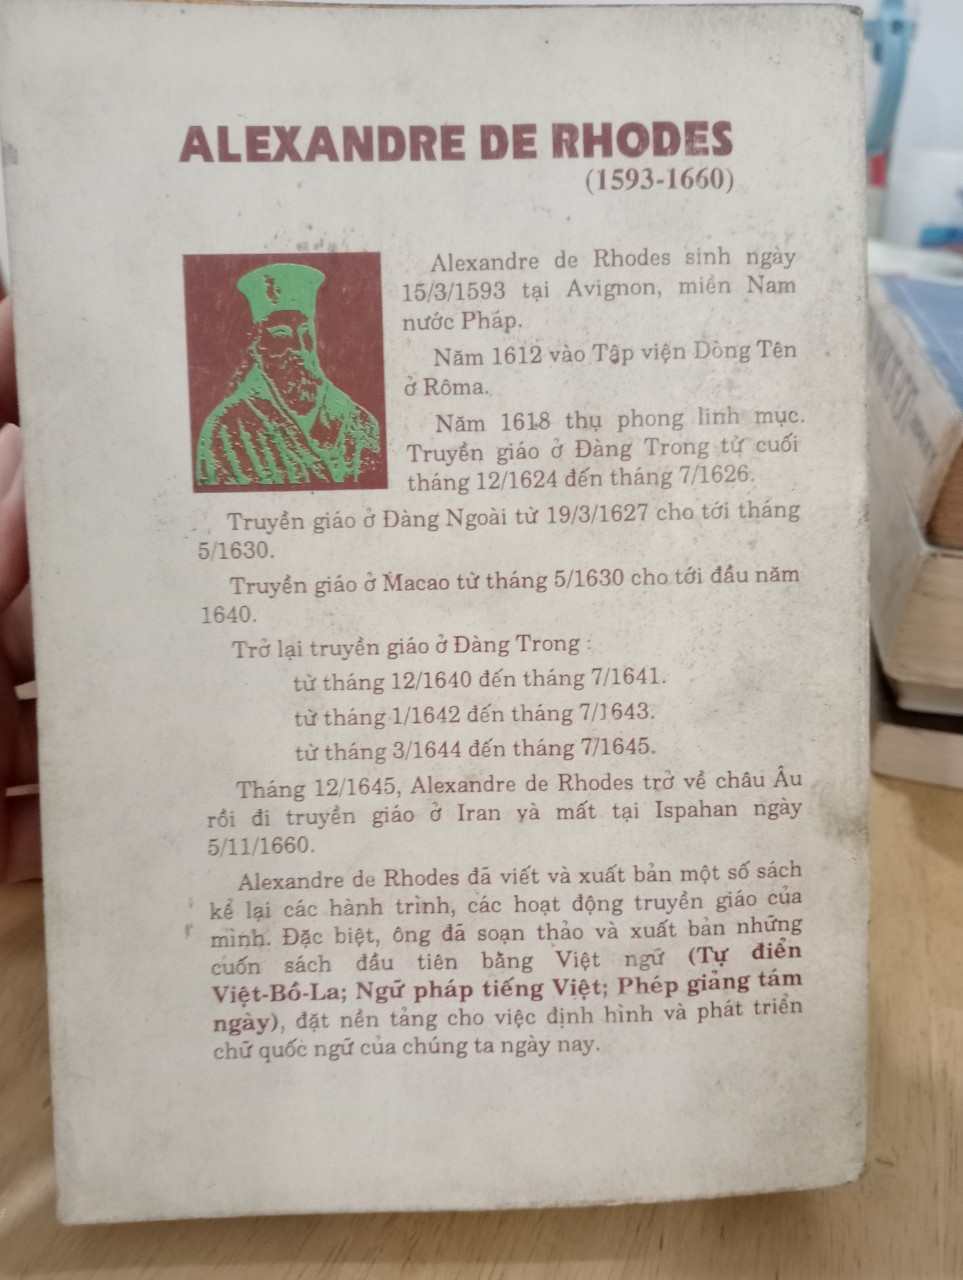 ALEXANDRE DE RHODES
(1593-1660)
Alexandre de Rhodes sinh ngày
15/3/1593 tại Avignon, miền Nam
nước Pháp.
Năm 1612 vào Tập viện Dòng Tên
ở Rôma.
Năm 1618 thụ phong linh mục.
Truyền giáo ở Đàng Trong từ cuối
tháng 12/1624 đến tháng 7/1626.
Truyền giáo ở Đàng Ngoài từ 19/3/1627 cho tới tháng
5/1630.
Truyền giáo ở Macao từ tháng 5/1630 cho tới đầu năm
1640.
Trở lại truyền giáo ở Đàng Trong :
từ tháng 12/1640 đến tháng 7/1641.
từ tháng 1/1642 đến tháng 7/1643.
từ tháng 3/1644 đến tháng 7/1645.
Tháng 12/1645, Alexandre de Rhodes trở về châu Âu
rồi đi truyền giáo ở Iran và mất tại Ispahan ngày
5/11/1660.
Alexandre de Rhodes đã viết và xuất bản một số sách
kể lại các hành trình, các hoạt động truyền giáo của
mình. Đặc biệt, ông đã soạn thảo và xuất bản những
cuốn sách đầu tiên bằng Việt ngữ (Tự điển
Việt-Bồ-La; Ngữ pháp tiếng Việt; Phép giảng tám
ngày), đặt nền tảng cho việc định hình và phát triển
chữ quốc ngữ của chúng ta ngày nay.